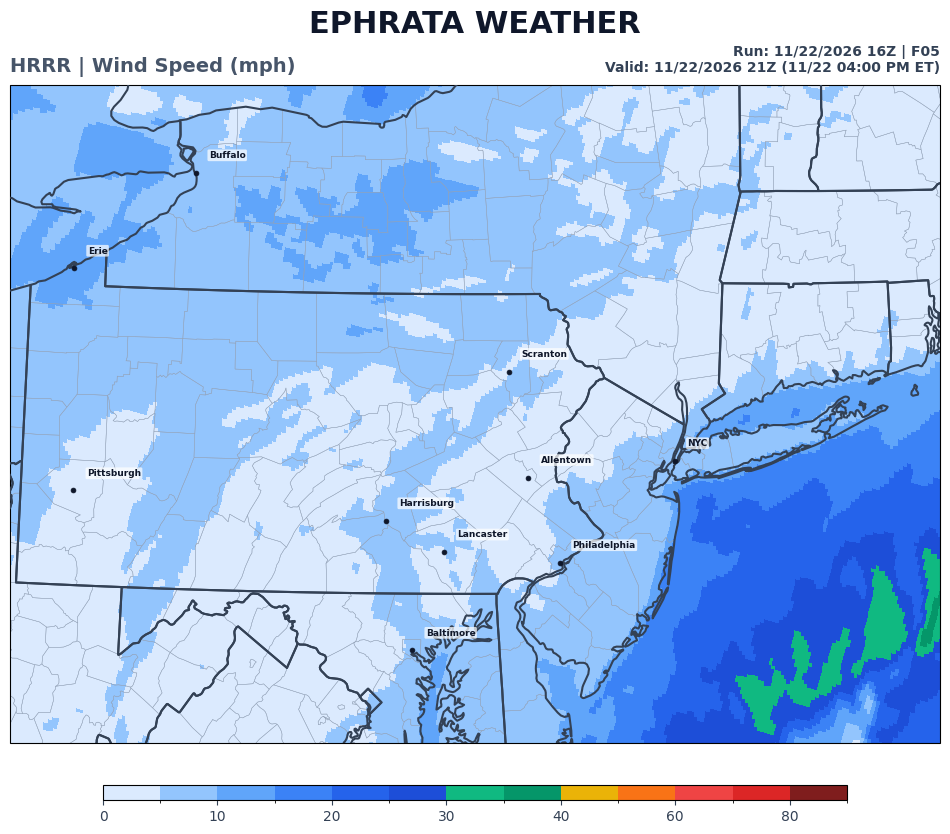 EPHRATA WEATHER
HRRR | Wind Speed (mph)
Run: 11/22/2026 16Z | F05
Valid: 11/22/2026 21Z (11/22 04:00 PM ET)
Buffalo
Erie
Scranton
NYC
Pittsburgh
Allentown
Harrisburg
Lancaster
Philadelphia
Baltimore
0 10 20 30 40 60 80